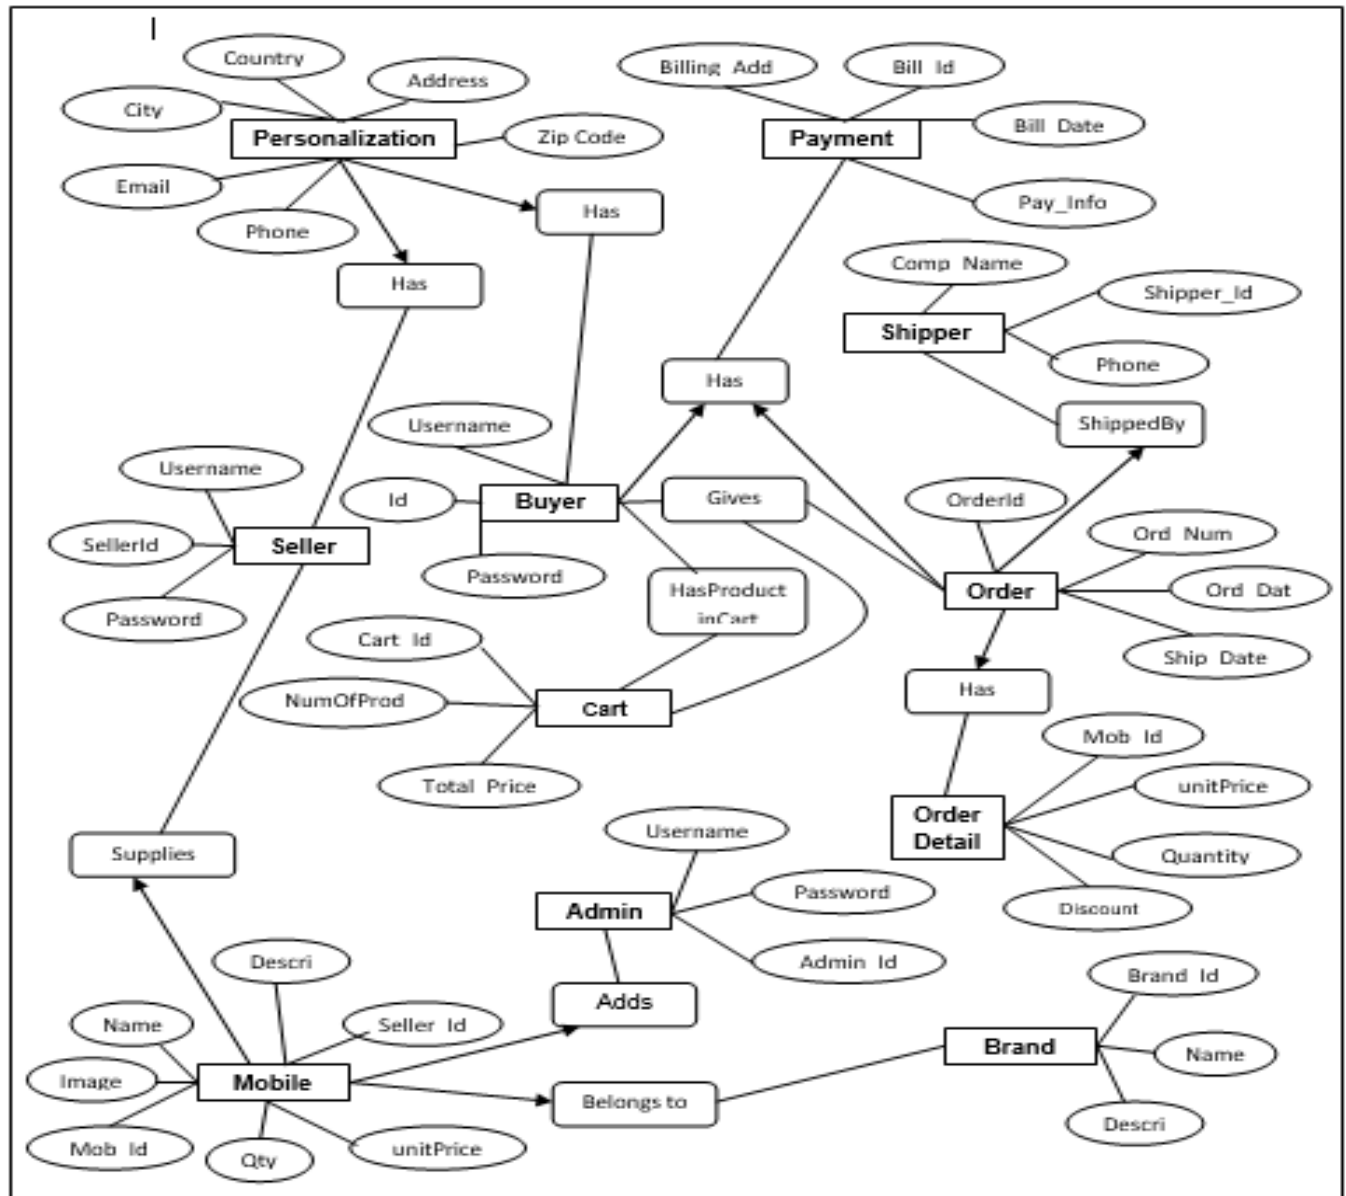 Country
Address
City
Personalization
Zip Code
Email
Phone
Has
Has
Billing Add
Bill Id
Payment
Bill Date
Pay_Info
Comp Name
Shipper_Id
Shipper
Phone
Has
ShippedBy
Username
Id
Buyer
Gives
Password
HasProduct
inCart
Username
SellerId
Seller
Password
OrderId
Ord Num
Order
Ord Dat
Ship Date
Cart Id
NumOfProd
Cart
Total Price
Has
Mob Id
unitPrice
Order
Detail
Quantity
Discount
Supplies
Username
Admin
Password
Admin Id
Adds
Descri
Name
Seller Id
Image
Mobile
Mob Id
Qty
unitPrice
Belongs to
Brand Id
Brand
Name
Descri